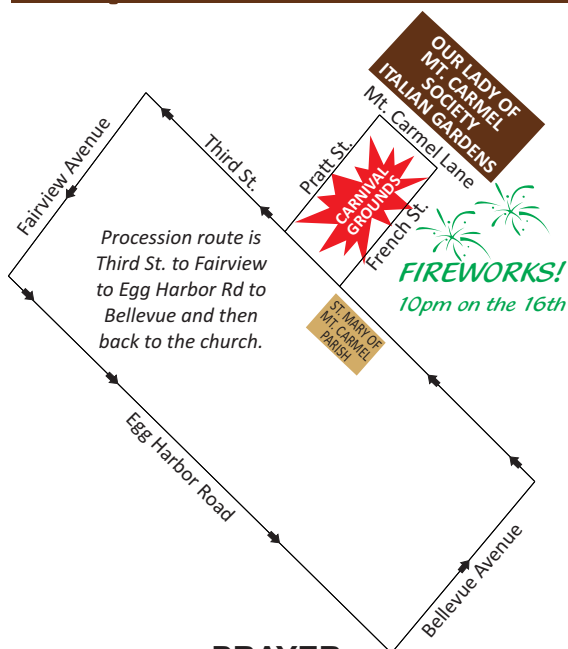 OUR LADY OF
MT. CARMEL
SOCIETY
ITALIAN GARDENS
Mt. Carmel Lane
Pratt St.
CARNIVAL
GROUNDS
French St.
Third St.
Fairview Avenue
Procession route is
Third St. to Fairview
to Egg Harbor Rd to
Bellevue and then
back to the church.
FIREWORKS!
10pm on the 16th
ST. MARY OF
MT. CARMEL
PARISH
Egg Harbor Road
Bellevue Avenue
PRAYER